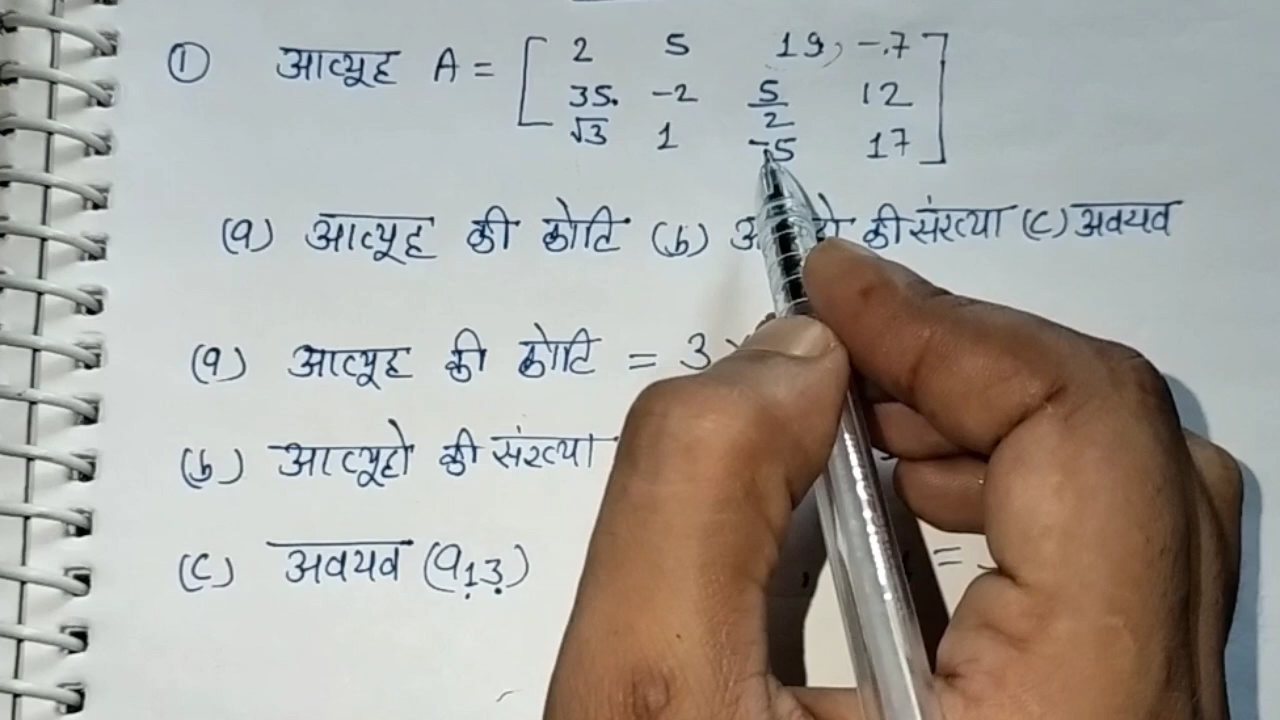 ① आव्यूह A = [ 2 5 19, -.7 ]
35. -2 5/2 12
√3 1 -5 17
(a) आव्यूह की कोटि (b) की संख्या (c) अवयव
(a) आव्यूह की कोटि = 3
(b) आव्यूहो की संख्या
(c) अवयव (a13) =